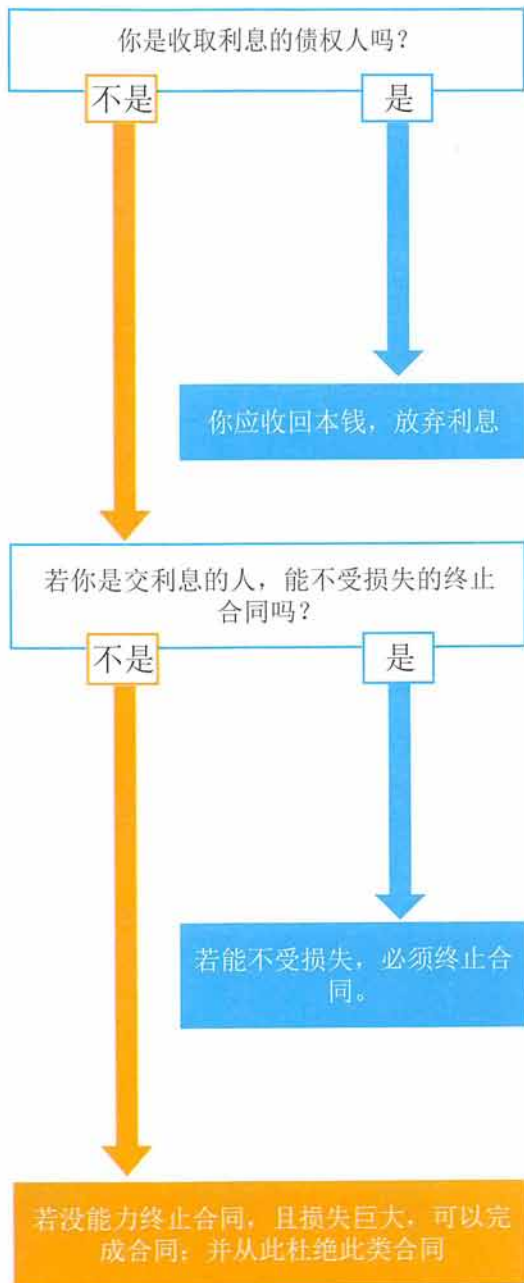 你是收取利息的债权人吗？
不是
是
你应收回本钱，放弃利息
若你是交利息的人，能不受损失的终止
合同吗？
不是
是
若能不受损失，必须终止合
同。
若没能力终止合同，且损失巨大，可以完
成合同；并从此杜绝此类合同